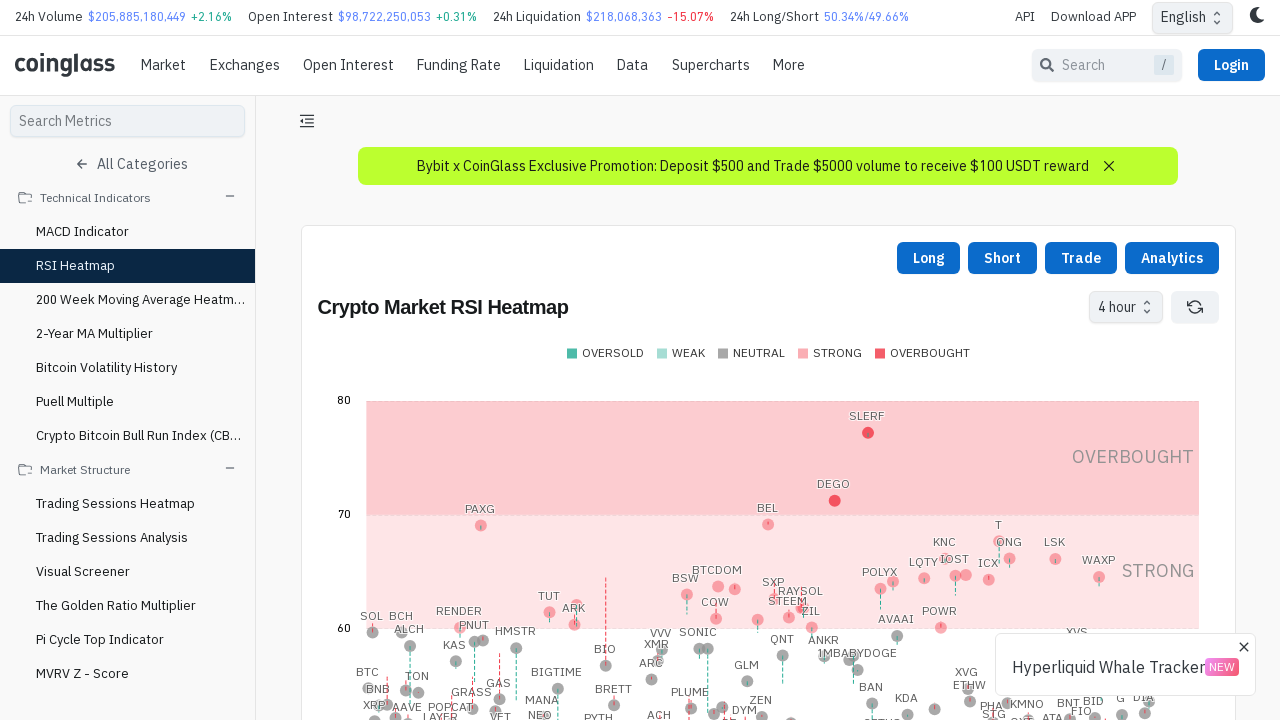 24h Volume $205,885,180,449 +2.16% Open Interest $98,722,250,053 +0.31% 24h Liquidation $218,068,363 -15.07% 24h Long/Short 50.34%/49.66% API Download APP English
coinglass Market Exchanges Open Interest Funding Rate Liquidation Data Supercharts More Search / Login
Search Metrics
All Categories
Technical Indicators
MACD Indicator
RSI Heatmap
200 Week Moving Average Heatm...
2-Year MA Multiplier
Bitcoin Volatility History
Puell Multiple
Crypto Bitcoin Bull Run Index (CB...
Market Structure
Trading Sessions Heatmap
Trading Sessions Analysis
Visual Screener
The Golden Ratio Multiplier
Pi Cycle Top Indicator
MVRV Z - Score
Bybit x CoinGlass Exclusive Promotion: Deposit $500 and Trade $5000 volume to receive $100 USDT reward
Long Short Trade Analytics
Crypto Market RSI Heatmap 4 hour
OVERSOLD WEAK NEUTRAL STRONG OVERBOUGHT
80
SLERF
OVERBOUGHT
DEGO
70 PAXG BEL
T
KNC ONG LSK
LQTY IOST ICX WAXP
BTCDOM POLYX STRONG
BSW SXP
TUT RAYSOL
COW STEEM
SOL BCH RENDER ARK ZIL POWR
AVAAI
60 ALCH PNUT HMSTR VVV SONIC XVS
KAS BIO XMR QNT ANKR
1MBABYDOGE
ARC GLM
BTC TON BIGTIME XVG
BNB GAS BRETT PLUME BAN ETHW
GRASS
XRP AAVE POPCAT MANA ZEN KDA PHA KMNO BNT BID G DIA
LAYER VET NEO PYTH ACH DYM STG FIO
ATA
Hyperliquid Whale Tracker NEW